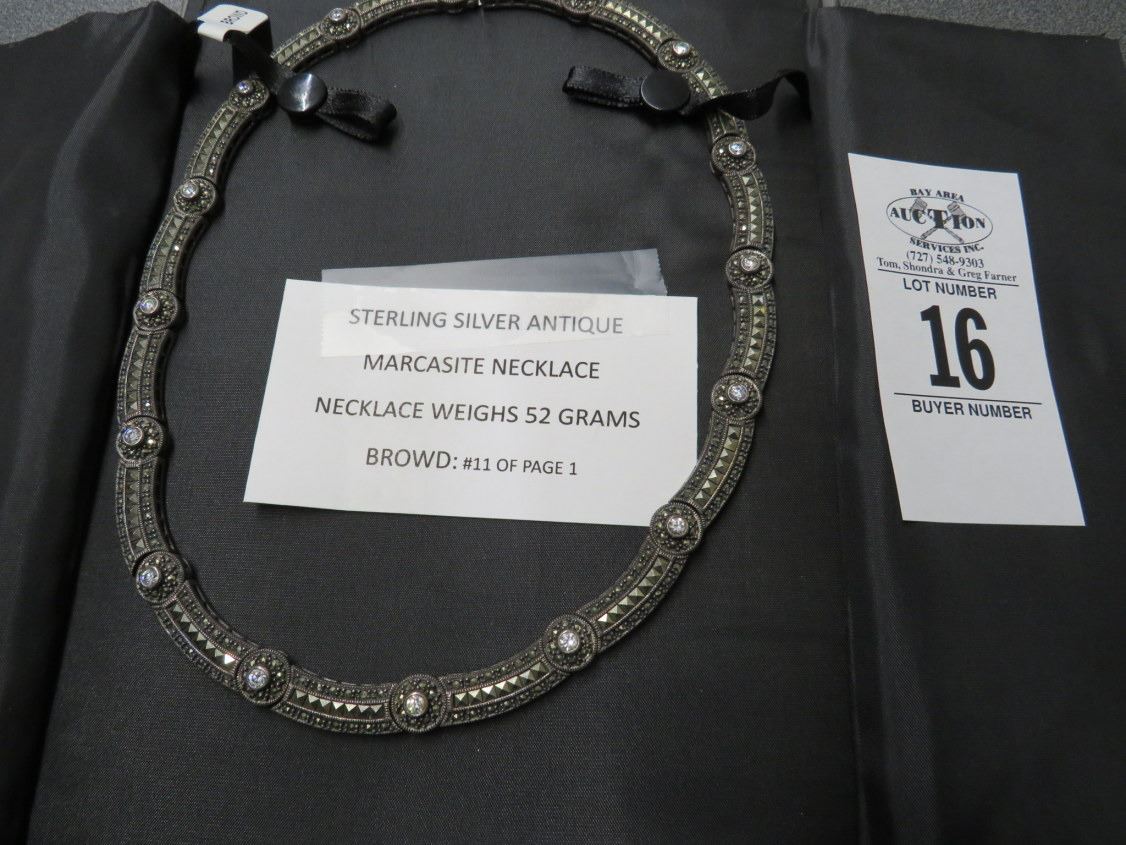 BROWD
STERLING SILVER ANTIQUE
MARCASITE NECKLACE
NECKLACE WEIGHS 52 GRAMS
BROWD: #11 OF PAGE 1
BAY AREA
AUCTION
SERVICES INC.
(727) 548-9303
Tom, Shondra & Greg Farner
LOT NUMBER
16
BUYER NUMBER